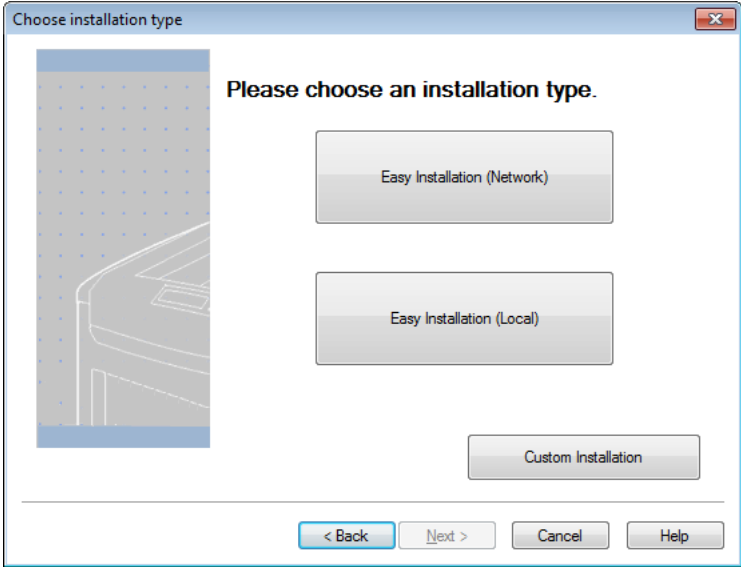 Choose installation type
Please choose an installation type.
Easy Installation (Network)
Easy Installation (Local)
Custom Installation
< Back
Next >
Cancel
Help